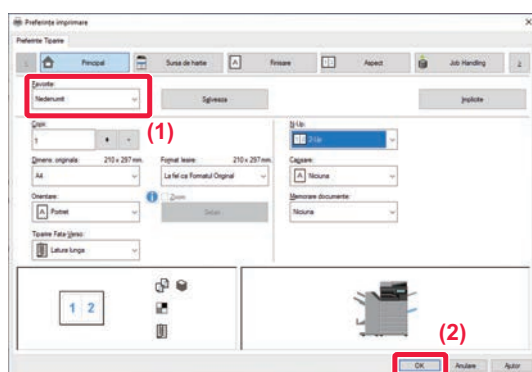 Preferințe imprimare
Preferinte Tiparire
Principal Sursa de hartie Finisare Aspect Job Handling
Favorite:
Nedenumit Salveaza Implicite
(1)
Copii: N-Up:
1 2-Up
Dimens. originala: 210 x 297 mm. Format Iesire: 210 x 297 mm. Capsare:
A4 La fel ca Formatul Original Niciuna
Orientare: Zoom Memorare documente:
Portret Setari Niciuna
Tiparire Fata-Verso:
Latura lunga
1 2
(2)
OK Anulare Ajutor